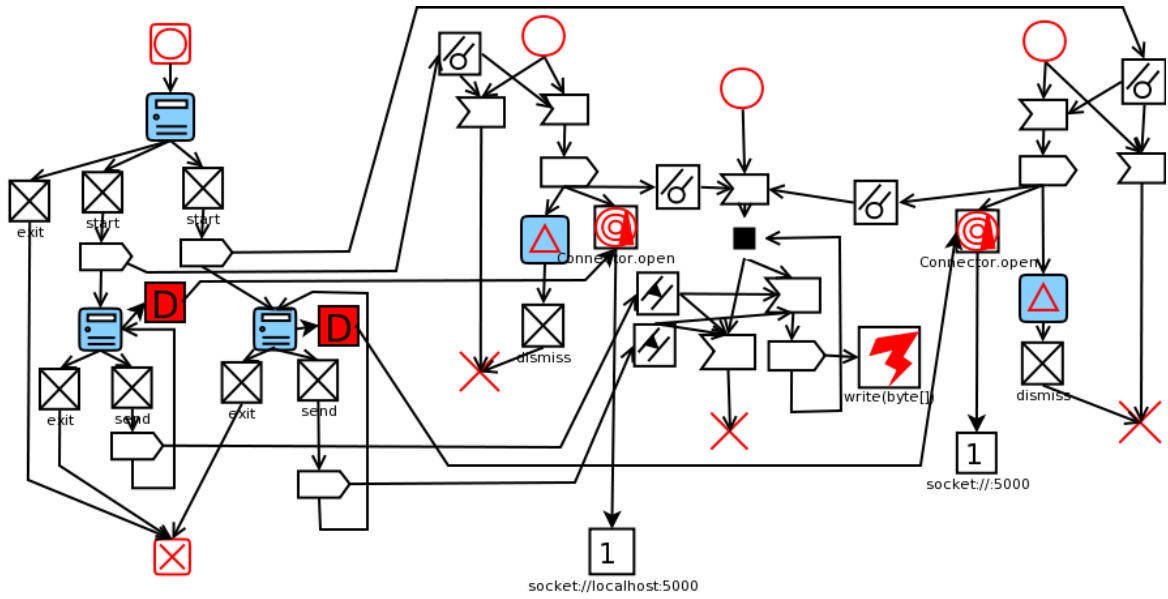 exit
start
start
Connector.open
Connector.open
D
D
dismiss
exit
send
exit
send
write(byte[])
dismiss
1
socket://:5000
1
socket://localhost:5000